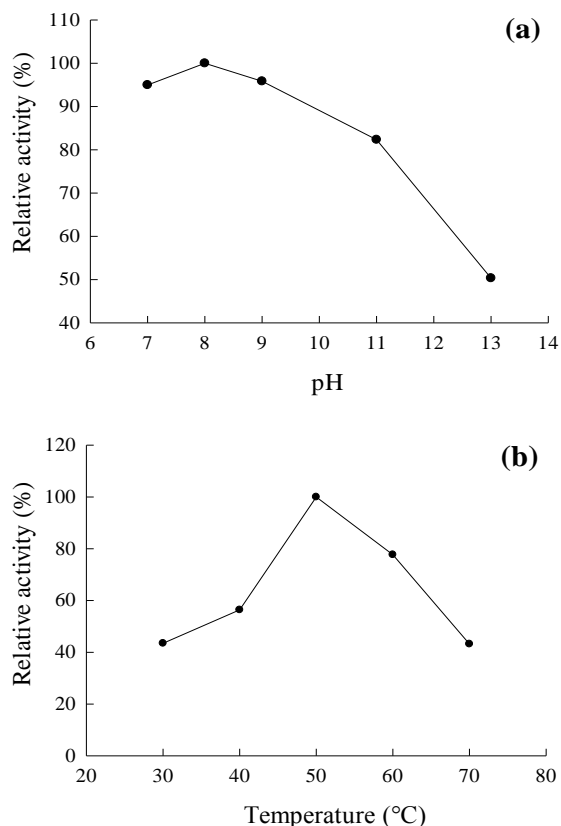 (a)
Relative activity (%)
110
100
90
80
70
60
50
40
6 7 8 9 10 11 12 13 14
pH
(b)
Relative activity (%)
120
100
80
60
40
20
0
20 30 40 50 60 70 80
Temperature (°C)